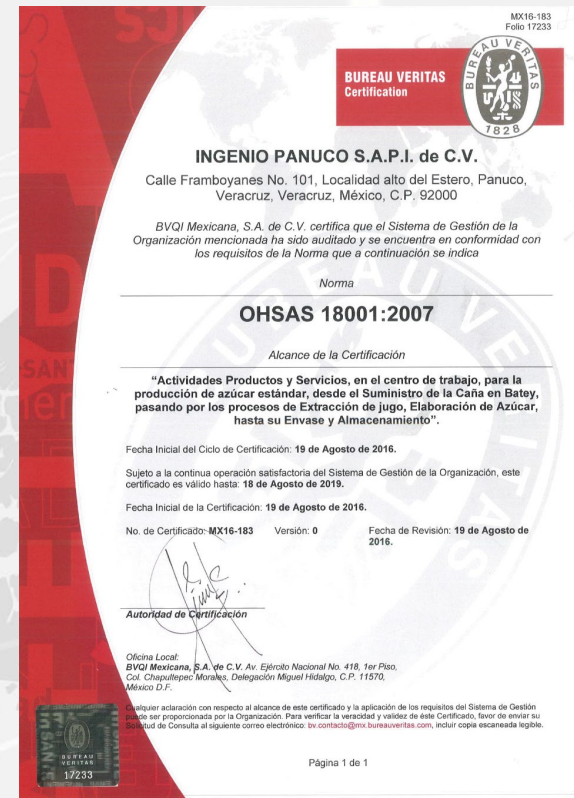 MX16-183
Folio 17233
BUREAU VERITAS
Certification
BUREAU VERITAS
1828
INGENIO PANUCO S.A.P.I. de C.V.
Calle Framboyanes No. 101, Localidad alto del Estero, Panuco,
Veracruz, Veracruz, México, C.P. 92000
BVQI Mexicana, S.A. de C.V. certifica que el Sistema de Gestión de la
Organización mencionada ha sido auditado y se encuentra en conformidad con
los requisitos de la Norma que a continuación se indica
Norma
OHSAS 18001:2007
Alcance de la Certificación
“Actividades Productos y Servicios, en el centro de trabajo, para la
producción de azúcar estándar, desde el Suministro de la Caña en Batey,
pasando por los procesos de Extracción de jugo, Elaboración de Azúcar,
hasta su Envase y Almacenamiento”.
Fecha Inicial del Ciclo de Certificación: 19 de Agosto de 2016.
Sujeto a la continua operación satisfactoria del Sistema de Gestión de la Organización, este
certificado es válido hasta: 18 de Agosto de 2019.
Fecha Inicial de la Certificación: 19 de Agosto de 2016.
No. de Certificado: MX16-183 Versión: 0 Fecha de Revisión: 19 de Agosto de
2016.
Autoridad de Certificación
Oficina Local:
BVQI Mexicana, S.A. de C.V. Av. Ejército Nacional No. 418, 1er Piso,
Col. Chapultepec Morales, Delegación Miguel Hidalgo, C.P. 11570,
México D.F.
Cualquier aclaración con respecto al alcance de este certificado y la aplicación de los requisitos del Sistema de Gestión
puede ser proporcionada por la Organización. Para verificar la veracidad y validez de éste Certificado, favor de enviar su
Solicitud de Consulta al siguiente correo electrónico: bv.contacto@mx.bureauveritas.com, incluir copia escaneada legible.
BUREAU
VERITAS
17233
Página 1 de 1